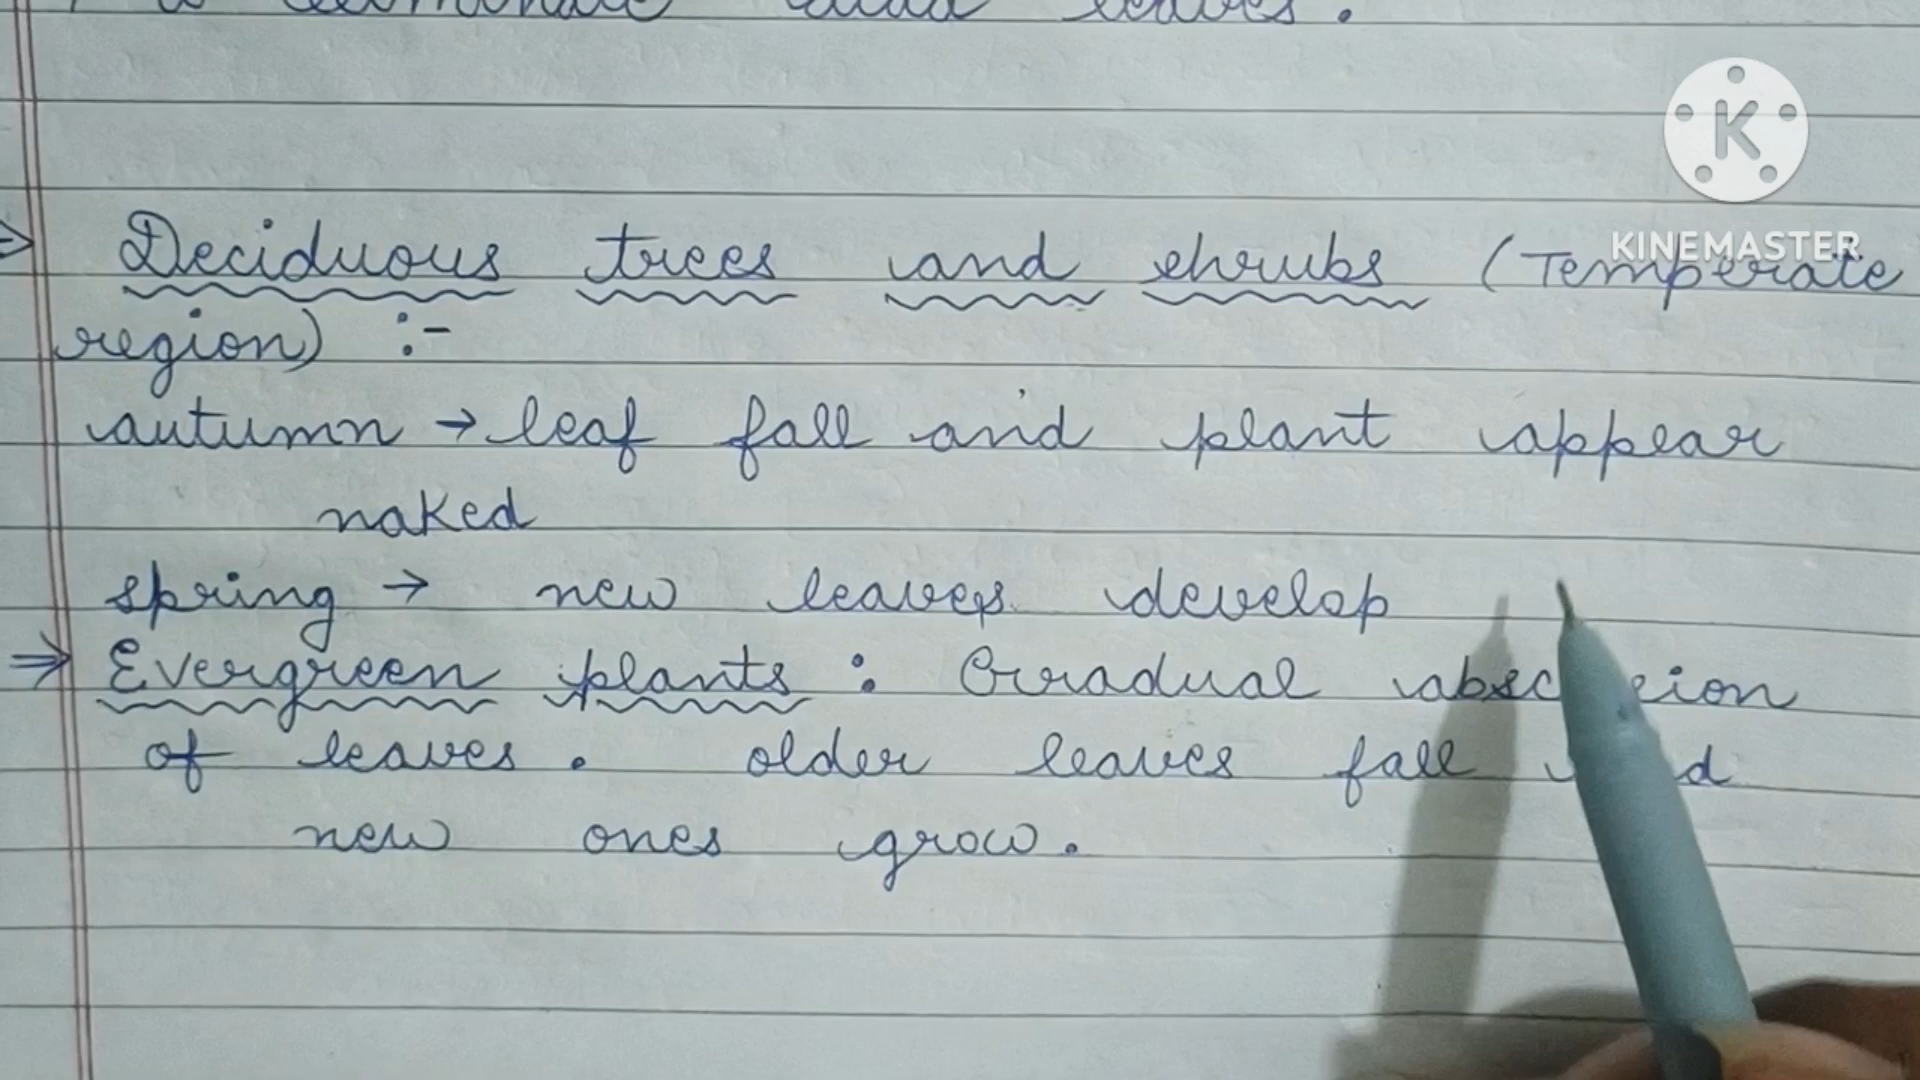 leaves.
K
KINEMASTER
⇒ Deciduous trees and shrubs (Temperate
region) :-
autumn → leaf fall and plant appear
naked
spring → new leaves develop
⇒ Evergreen plants : Gradual
of leaves. older leaves fall
new ones grow.